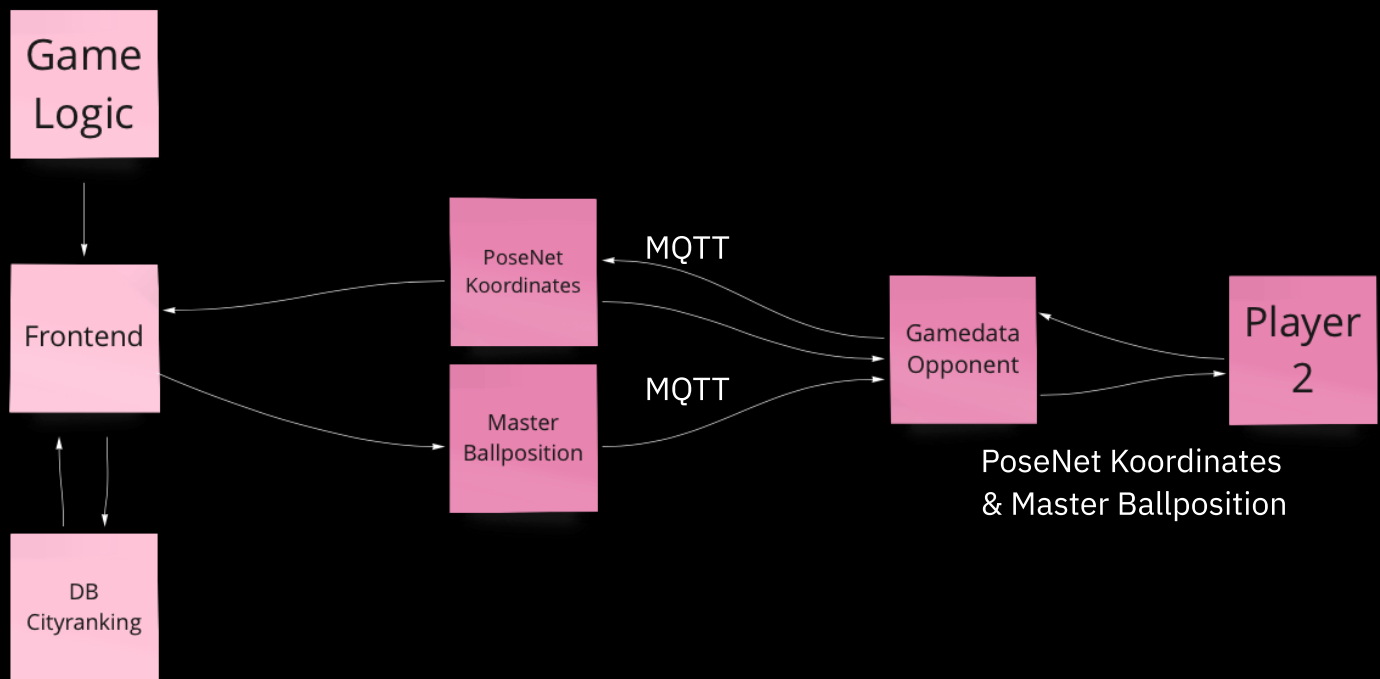 Game
Logic
Frontend
DB
Cityranking
PoseNet
Koordinates
Master
Ballposition
MQTT
MQTT
Gamedata
Opponent
Player
2
PoseNet Koordinates
& Master Ballposition